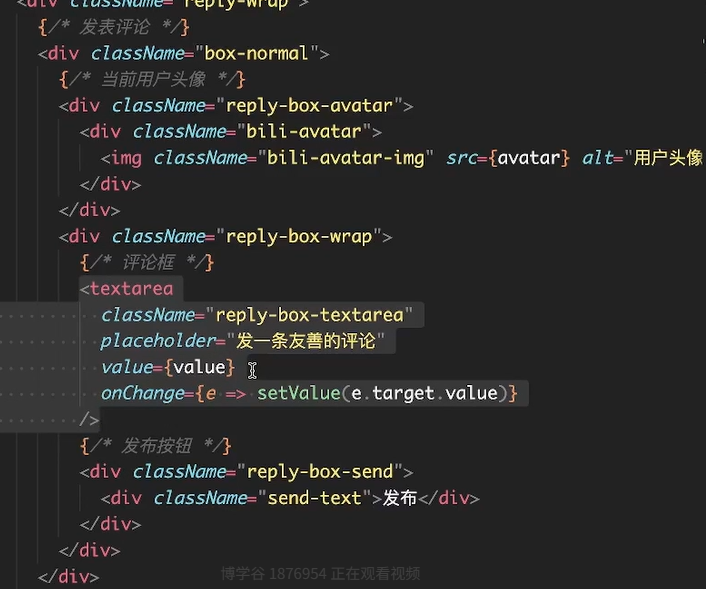 <div className="reply-wrap">
{/* 发表评论 */}
<div className="box-normal">
{/* 当前用户头像 */}
<div className="reply-box-avatar">
<div className="bili-avatar">
<img className="bili-avatar-img" src={avatar} alt="用户头像
</div>
</div>
<div className="reply-box-wrap">
{/* 评论框 */}
<textarea
className="reply-box-textarea"
placeholder="发一条友善的评论"
value={value}
onChange={e => setValue(e.target.value)}
/>
{/* 发布按钮 */}
<div className="reply-box-send">
<div className="send-text">发布</div>
</div>
</div>
</div>
博学谷 1876954 正在观看视频